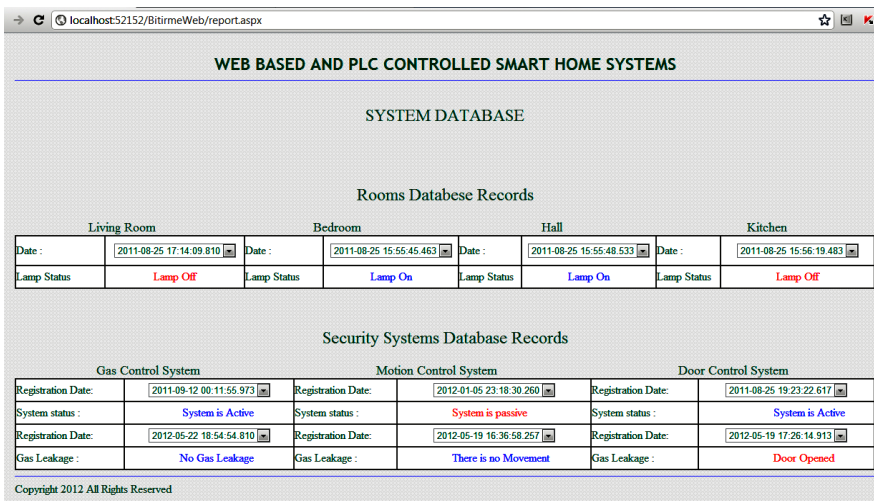 localhost:52152/BitirmeWeb/report.aspx
WEB BASED AND PLC CONTROLLED SMART HOME SYSTEMS
SYSTEM DATABASE
Rooms Databese Records
Living Room Bedroom Hall Kitchen
Date : 2011-08-25 17:14:09.810 Date : 2011-08-25 15:55:45.463 Date : 2011-08-25 15:55:48.533 Date : 2011-08-25 15:56:19.483
Lamp Status Lamp Off Lamp Status Lamp On Lamp Status Lamp On Lamp Status Lamp Off
Security Systems Database Records
Gas Control System Motion Control System Door Control System
Registration Date: 2011-09-12 00:11:55.973 Registration Date: 2012-01-05 23:18:30.260 Registration Date: 2011-08-25 19:23:22.617
System status : System is Active System status : System is passive System status : System is Active
Registration Date: 2012-05-22 18:54:54.810 Registration Date: 2012-05-19 16:36:58.257 Registration Date: 2012-05-19 17:26:14.913
Gas Leakage : No Gas Leakage Gas Leakage : There is no Movement Gas Leakage : Door Opened
Copyright 2012 All Rights Reserved